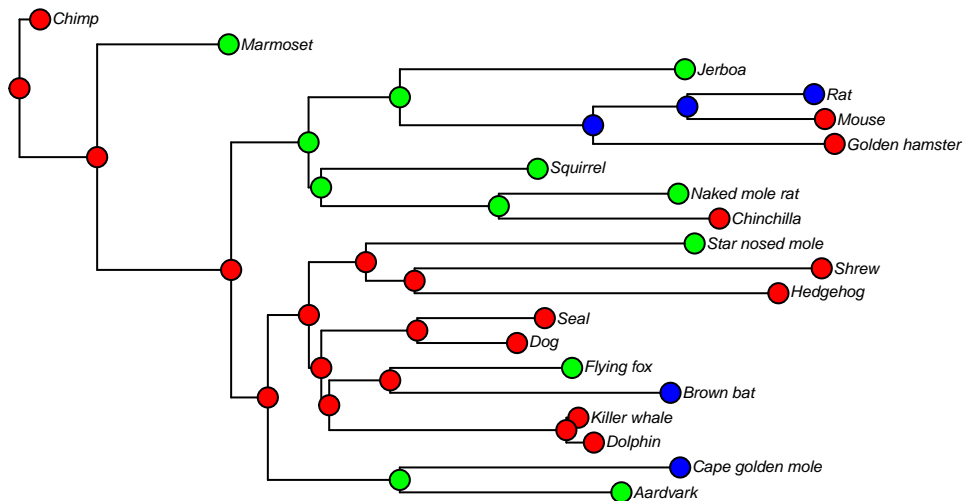 Chimp
Marmoset
Jerboa
Rat
Mouse
Golden hamster
Squirrel
Naked mole rat
Chinchilla
Star nosed mole
Shrew
Hedgehog
Seal
Dog
Flying fox
Brown bat
Killer whale
Dolphin
Cape golden mole
Aardvark